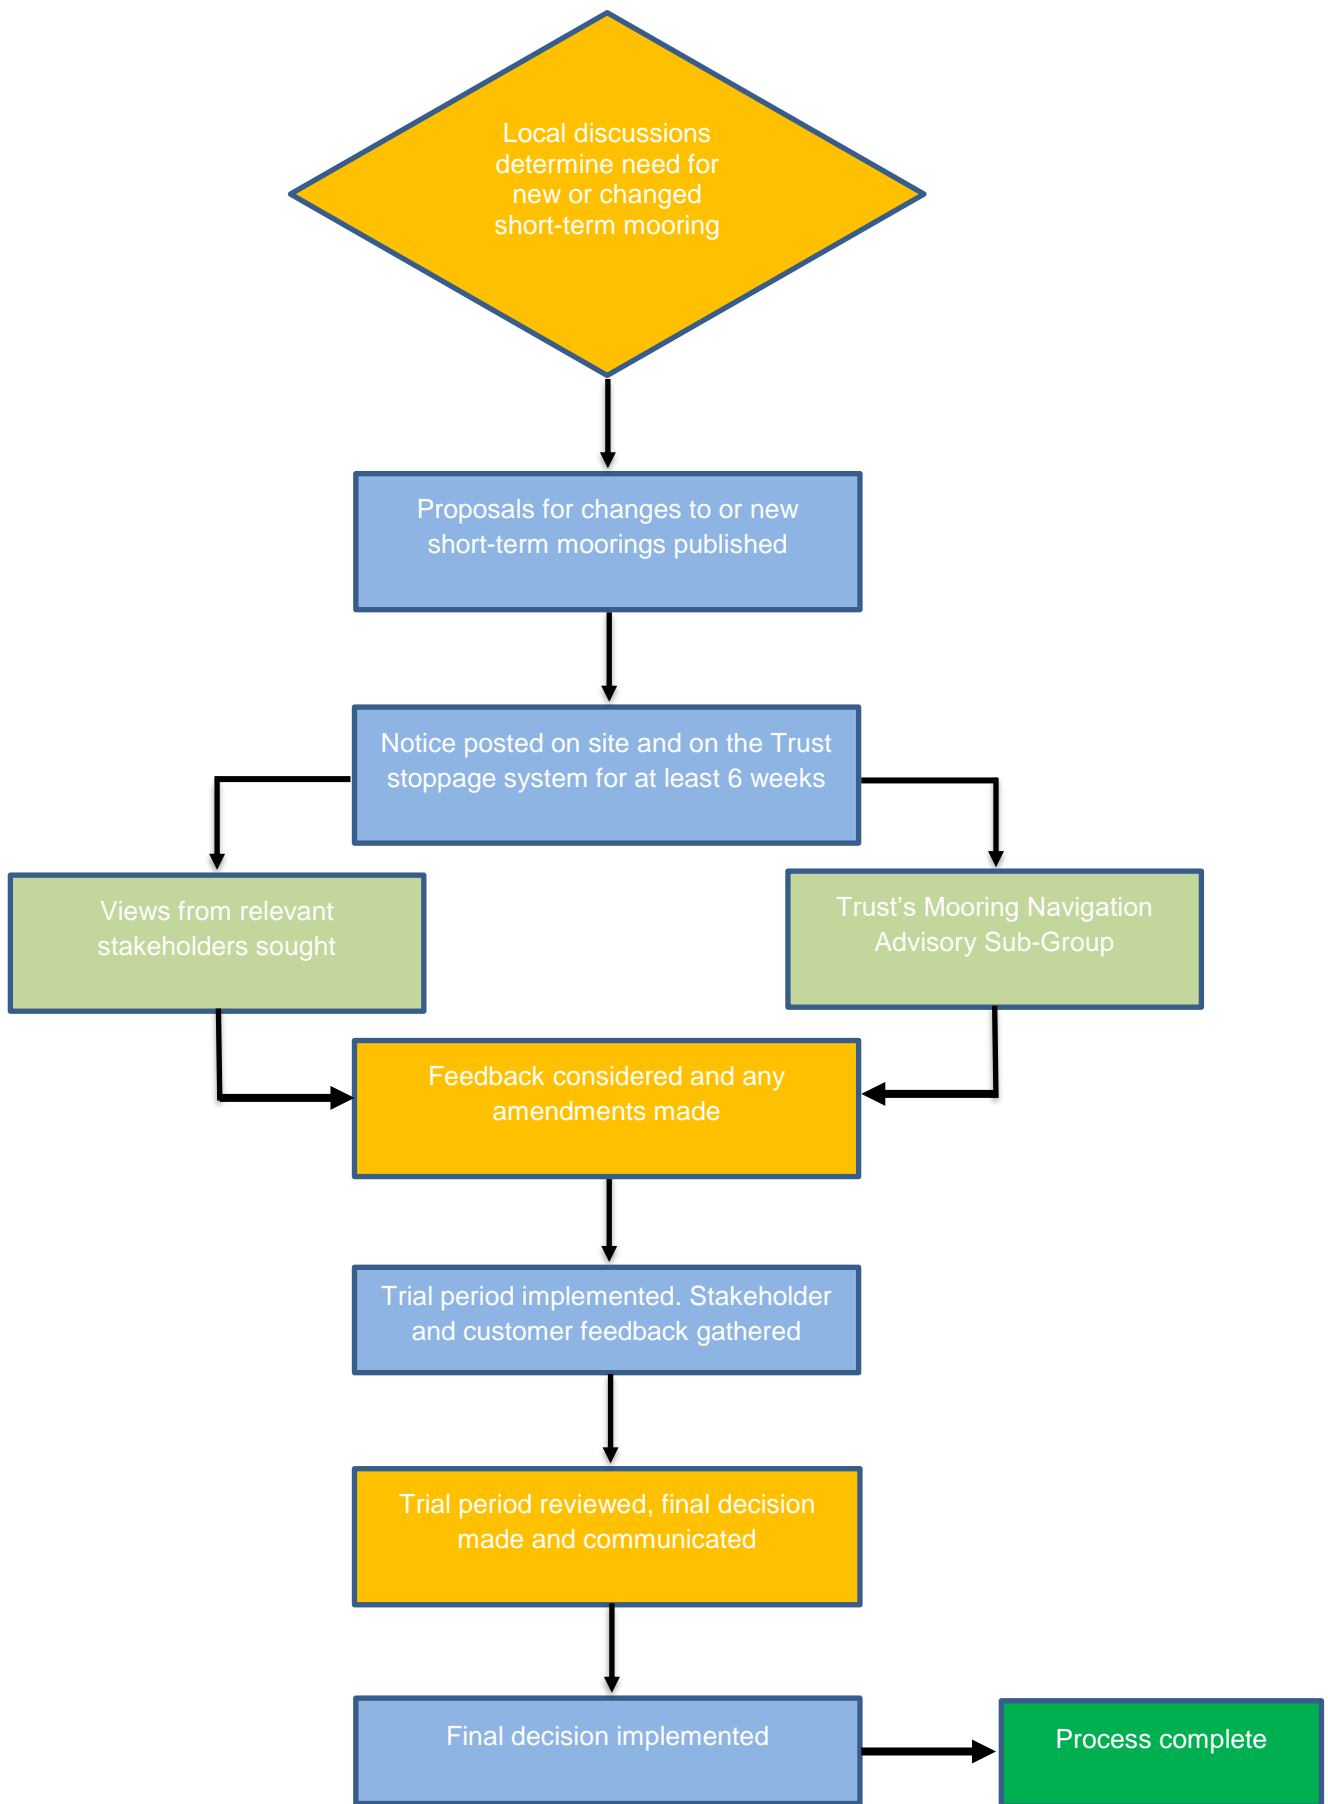 Local discussions
determine need for
new or changed
short-term mooring
Proposals for changes to or new
short-term moorings published
Notice posted on site and on the Trust
stoppage system for at least 6 weeks
Views from relevant
stakeholders sought
Trust’s Mooring Navigation
Advisory Sub-Group
Feedback considered and any
amendments made
Trial period implemented. Stakeholder
and customer feedback gathered
Trial period reviewed, final decision
made and communicated
Final decision implemented
Process complete